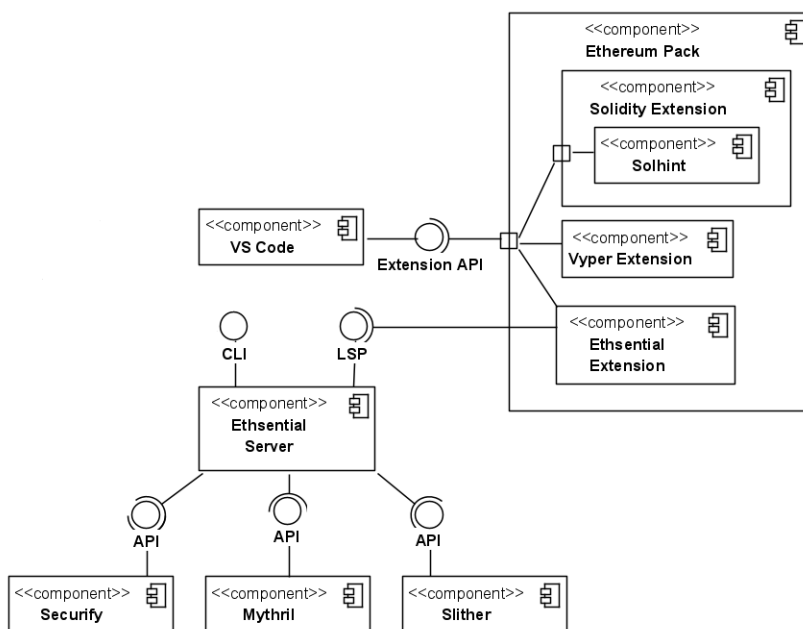 <<component>>
Ethereum Pack
<<component>>
Solidity Extension
<<component>>
Solhint
<<component>>
VS Code
Extension API
<<component>>
Vyper Extension
<<component>>
Ethsential
Extension
CLI
LSP
<<component>>
Ethsential
Server
API
API
API
<<component>>
Securify
<<component>>
Mythril
<<component>>
Slither